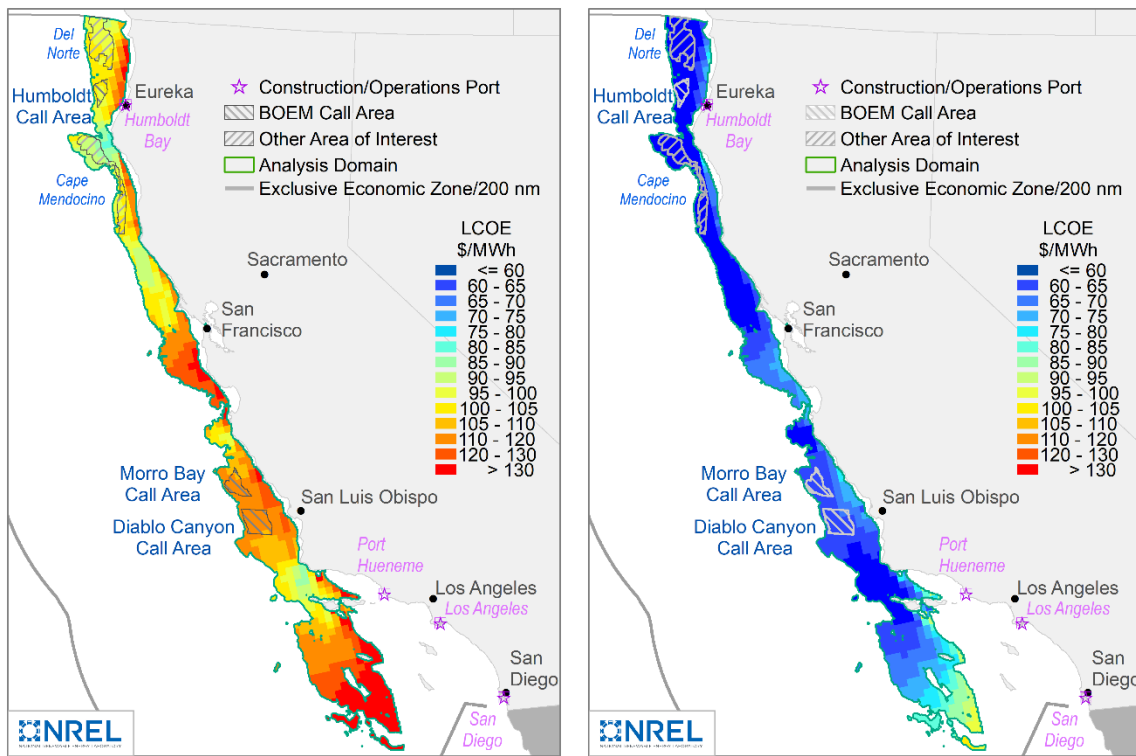 Del
Norte
Humboldt
Call Area
Eureka
Humboldt
Bay
Cape
Mendocino
Construction/Operations Port
BOEM Call Area
Other Area of Interest
Analysis Domain
Exclusive Economic Zone/200 nm
LCOE
$/MWh
<= 60
60 - 65
65 - 70
70 - 75
75 - 80
80 - 85
85 - 90
90 - 95
95 - 100
100 - 105
105 - 110
110 - 120
120 - 130
> 130
Sacramento
San
Francisco
Morro Bay
Call Area
San Luis Obispo
Diablo Canyon
Call Area
Port
Hueneme
Los Angeles
Los Angeles
San
Diego
San
Diego
NREL
NATIONAL RENEWABLE ENERGY LABORATORY
Del
Norte
Humboldt
Call Area
Eureka
Humboldt
Bay
Cape
Mendocino
Construction/Operations Port
BOEM Call Area
Other Area of Interest
Analysis Domain
Exclusive Economic Zone/200 nm
LCOE
$/MWh
<= 60
60 - 65
65 - 70
70 - 75
75 - 80
80 - 85
85 - 90
90 - 95
95 - 100
100 - 105
105 - 110
110 - 120
120 - 130
> 130
Sacramento
San
Francisco
Morro Bay
Call Area
San Luis Obispo
Diablo Canyon
Call Area
Port
Hueneme
Los Angeles
Los Angeles
San
Diego
San
Diego
NREL
NATIONAL RENEWABLE ENERGY LABORATORY